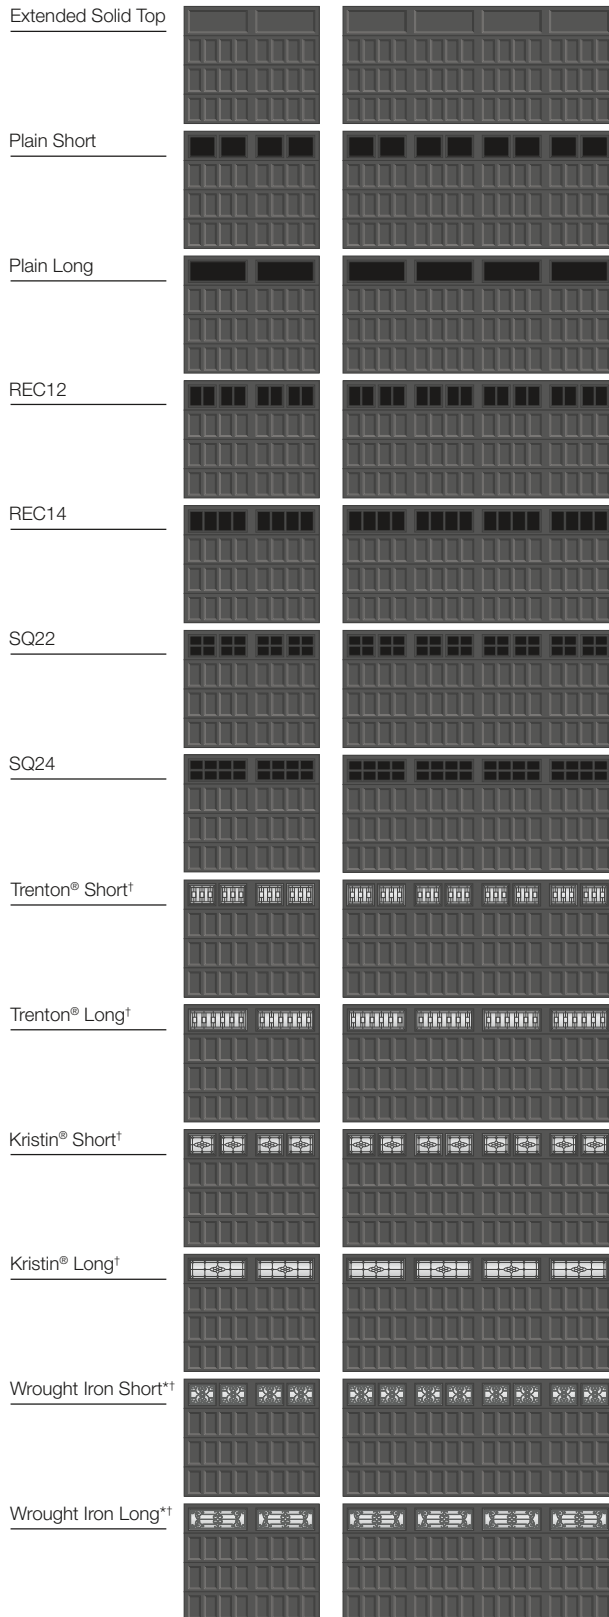 Extended Solid Top
Plain Short
Plain Long
REC12
REC14
SQ22
SQ24
Trenton® Short†
Trenton® Long†
Kristin® Short†
Kristin® Long†
Wrought Iron Short*†
Wrought Iron Long*†